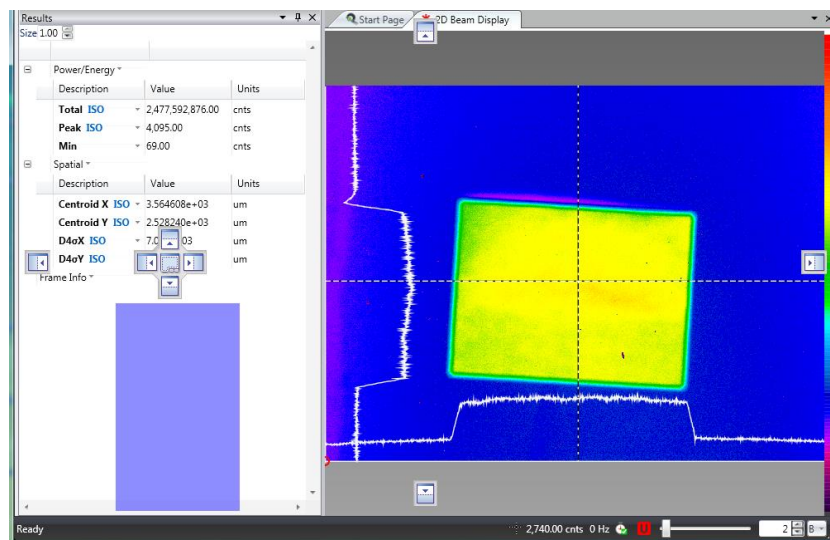 Results
Size 1.00
Power/Energy
Description Value Units
Total ISO 2,477,592,876.00 cnts
Peak ISO 4,095.00 cnts
Min 69.00 cnts
Spatial
Description Value Units
Centroid X ISO 3.564608e+03 um
Centroid Y ISO 2.528240e+03 um
D4σX ISO 7.0 03 um
D4σY ISO um
Frame Info
Start Page 2D Beam Display
Ready 2,740.00 cnts 0 Hz U 2 B